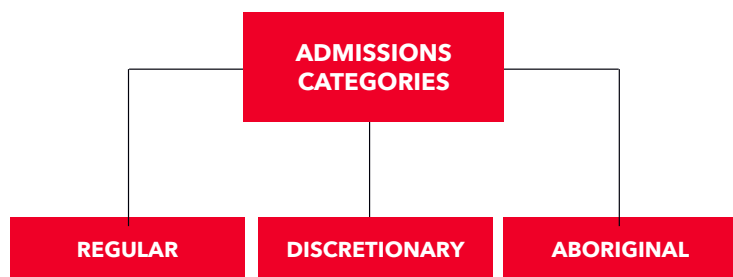 ADMISSIONS
CATEGORIES
REGULAR
DISCRETIONARY
ABORIGINAL